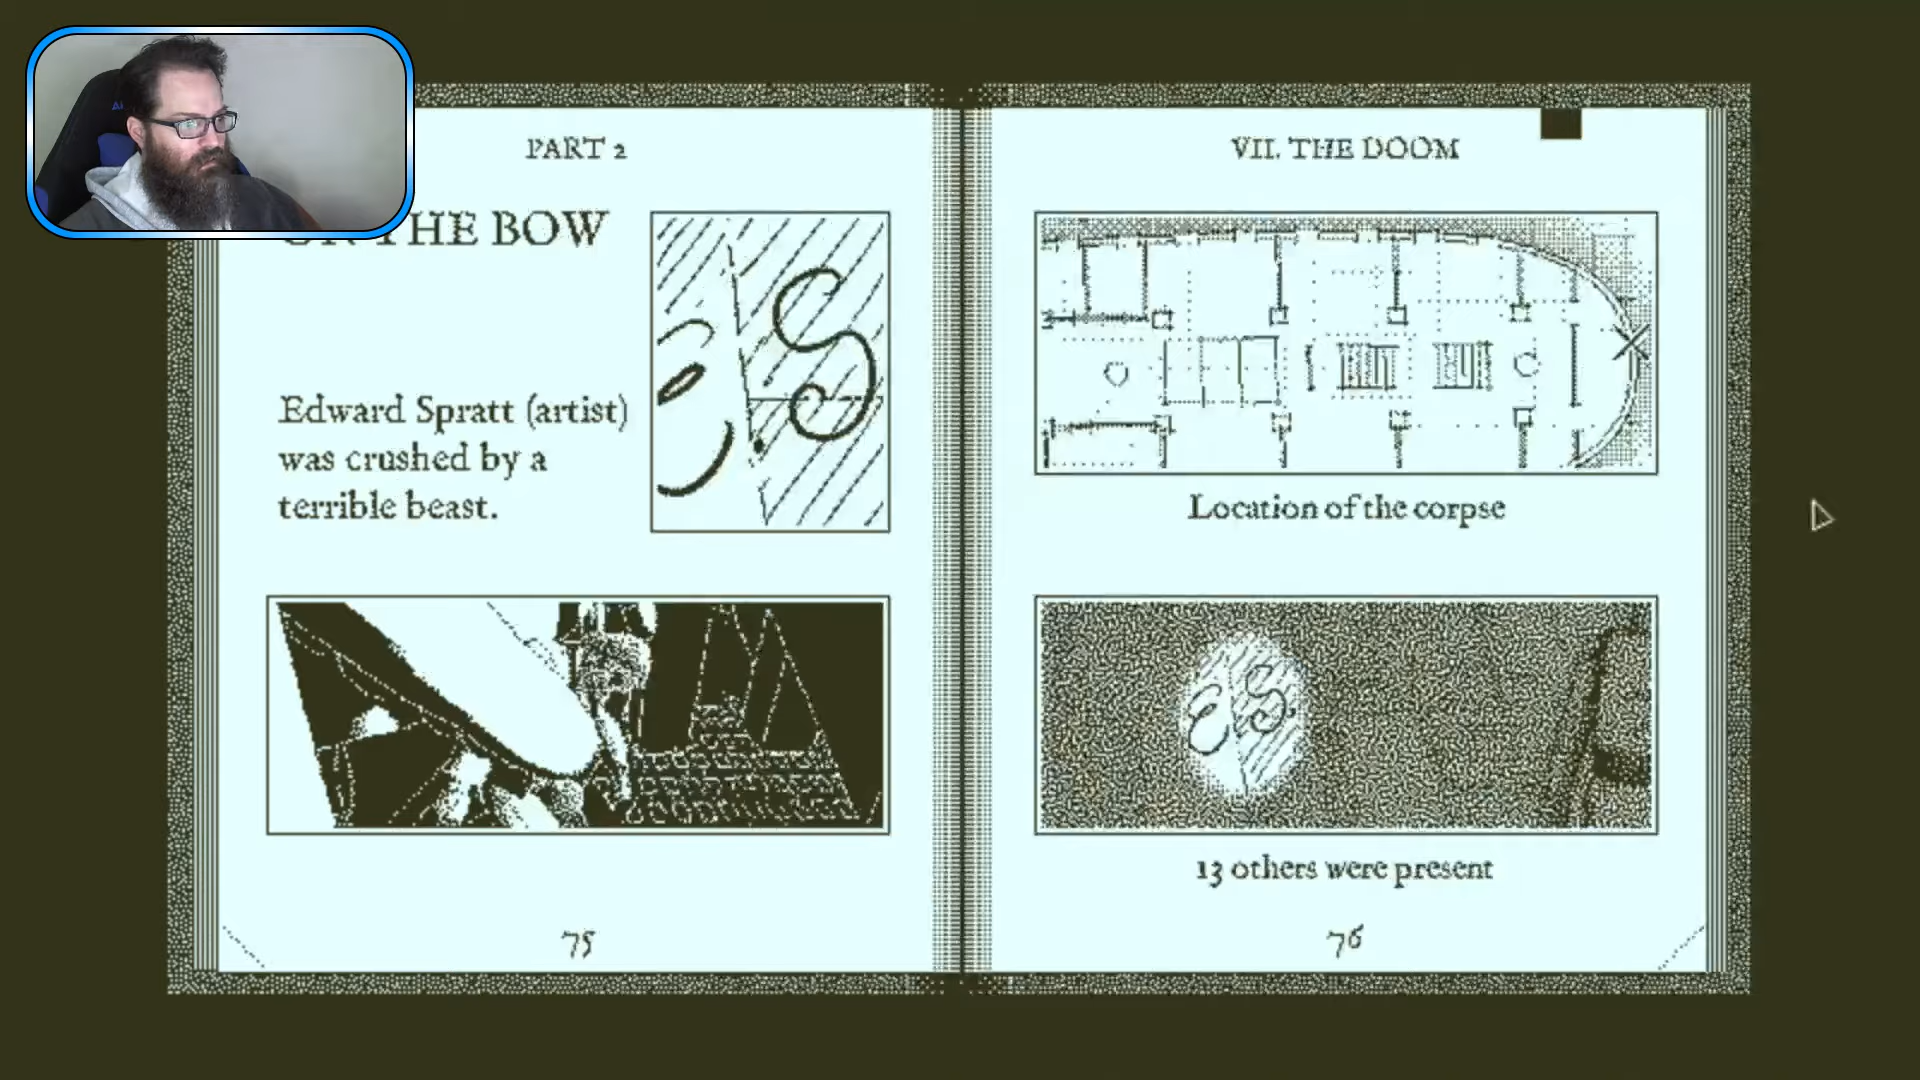 PART 2
THE BOW
Edward Spratt (artist)
was crushed by a
terrible beast.
E S
75
VII. THE DOOM
Location of the corpse
E S
13 others were present
76